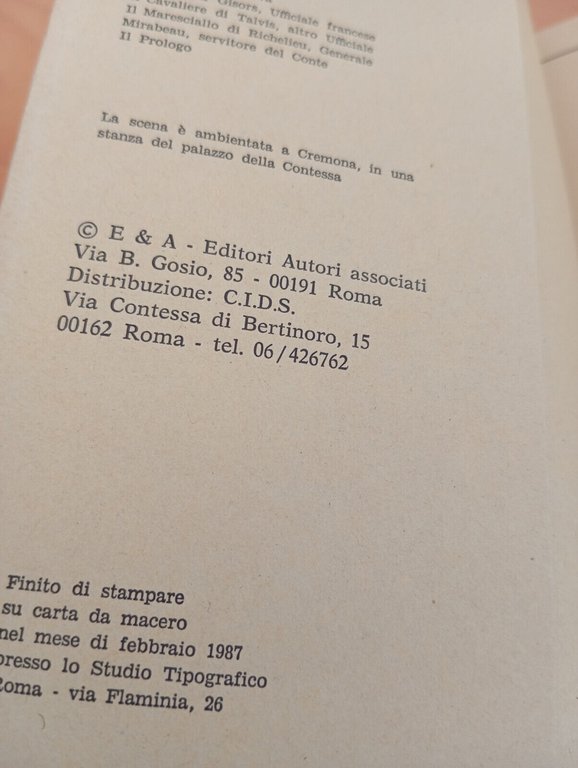 Gisors, Ufficiale francese
Cavaliere di Talvis, altro Ufficiale
Il Maresciallo di Richelieu, Generale
Mirabeau, servitore del Conte
Il Prologo
La scena è ambientata a Cremona, in una
stanza del palazzo della Contessa
© E & A - Editori Autori associati
Via B. Gosio, 85 - 00191 Roma
Distribuzione: C.I.D.S.
Via Contessa di Bertinoro, 15
00162 Roma - tel. 06/426762
Finito di stampare
su carta da macero
nel mese di febbraio 1987
presso lo Studio Tipografico
Roma - via Flaminia, 26